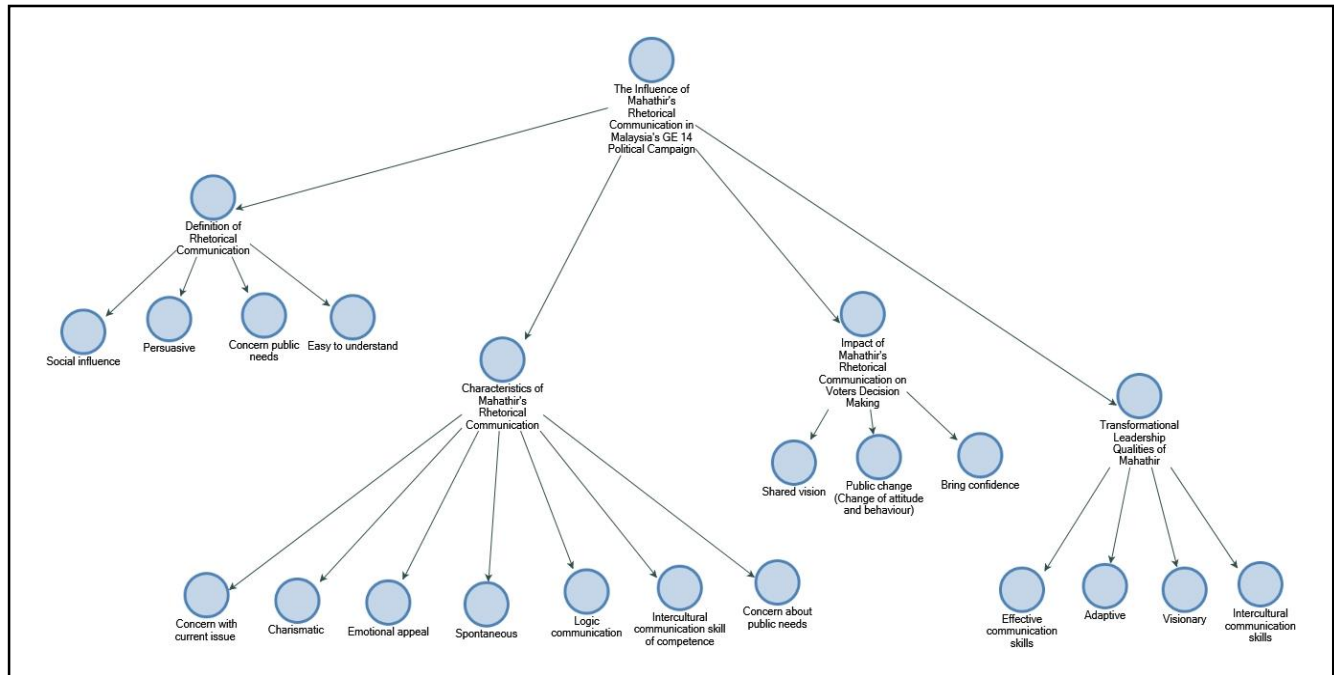 The Influence of
Mahathir's
Rhetorical
Communication in
Malaysia's GE 14
Political Campaign
Definition of
Rhetorical
Communication
Social influence
Persuasive
Concern public
needs
Easy to understand
Characteristics of
Mahathir's
Rhetorical
Communication
Concern with
current issue
Charismatic
Emotional appeal
Spontaneous
Logic
communication
Intercultural
communication skill
of competence
Concern about
public needs
Impact of
Mahathir's
Rhetorical
Communication on
Voters Decision
Making
Shared vision
Public change
(Change of attitude
and behaviour)
Bring confidence
Transformational
Leadership
Qualities of
Mahathir
Effective
communication
skills
Adaptive
Visionary
Intercultural
communication
skills